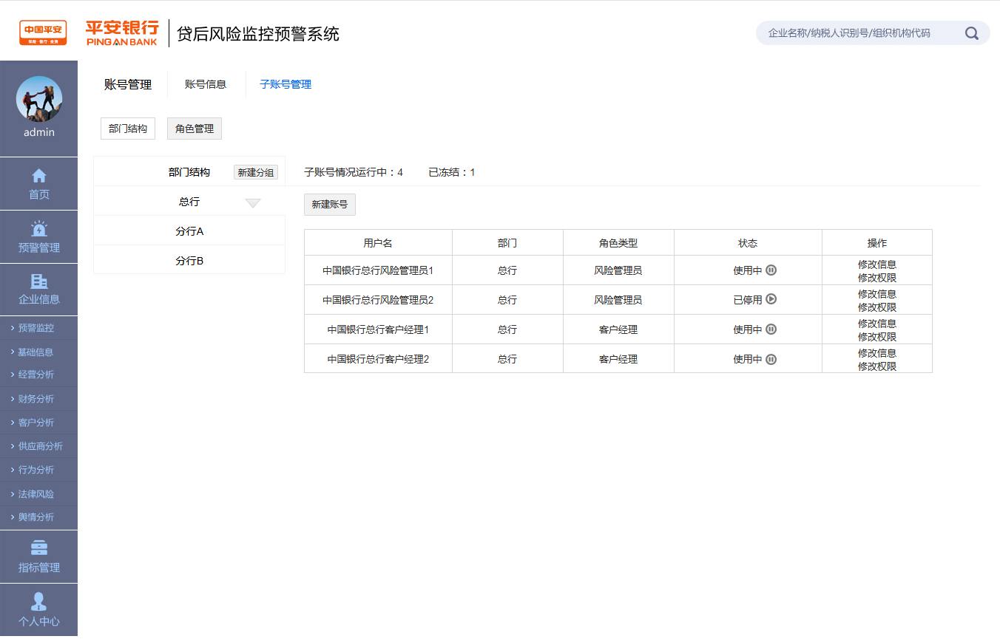 中国平安
保险·银行·投资
平安银行
PINGAN BANK
贷后风险监控预警系统
企业名称/纳税人识别号/组织机构代码
admin
首页
预警管理
企业信息
预警监控
基础信息
经营分析
财务分析
客户分析
供应商分析
行为分析
法律风险
舆情分析
指标管理
个人中心
账号管理 账号信息 子账号管理
部门结构 角色管理
部门结构 新建分组
总行
分行A
分行B
子账号情况运行中：4 已冻结：1
新建账号
用户名 部门 角色类型 状态 操作
中国银行总行风险管理员1 总行 风险管理员 使用中 修改信息
修改权限
中国银行总行风险管理员2 总行 风险管理员 已停用 修改信息
修改权限
中国银行总行客户经理1 总行 客户经理 使用中 修改信息
修改权限
中国银行总行客户经理2 总行 客户经理 使用中 修改信息
修改权限